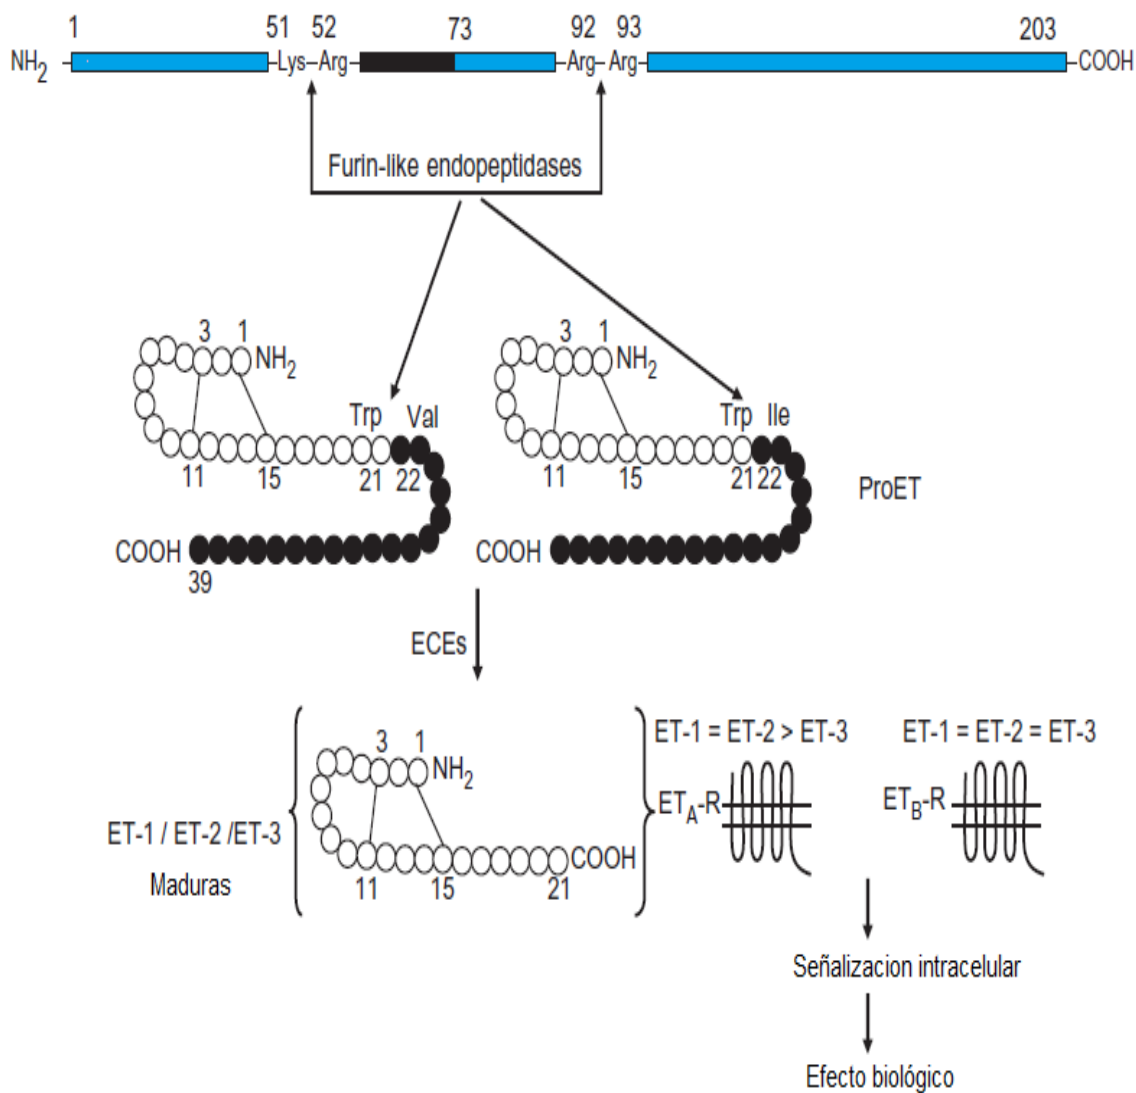 1 51 52 73 92 93 203
NH2 Lys Arg Arg Arg COOH
Furin-like endopeptidases
3 1 3 1
NH2 NH2
Trp Val Trp Ile
11 15 21 22 11 15 21 22
ProET
COOH COOH
39
ECEs
ET-1 = ET-2 > ET-3 ET-1 = ET-2 = ET-3
3 1
NH2
ETA-R ETB-R
ET-1 / ET-2 /ET-3
COOH
Maduras
11 15 21
Señalizacion intracelular
Efecto biológico